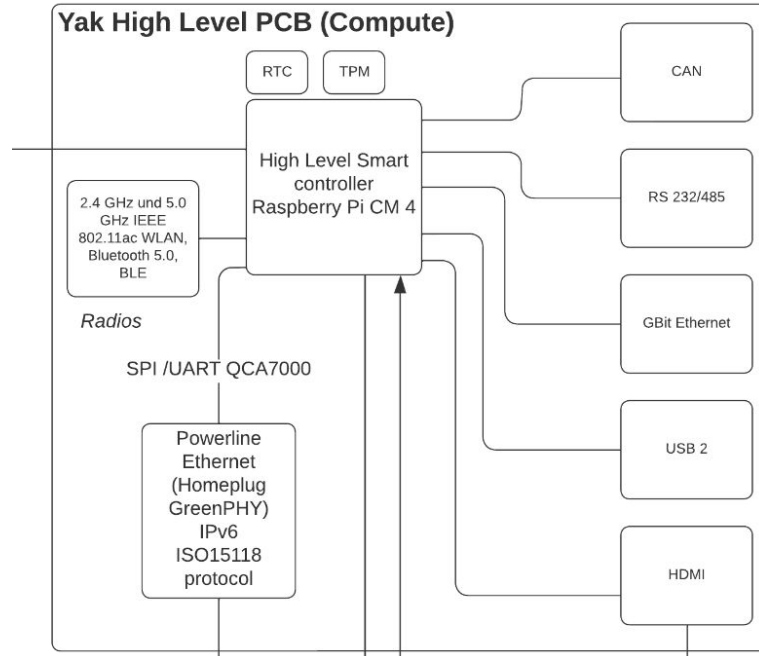 Yak High Level PCB (Compute)
RTC
TPM
CAN
High Level Smart
controller
Raspberry Pi CM 4
RS 232/485
2.4 GHz und 5.0
GHz IEEE
802.11ac WLAN,
Bluetooth 5.0,
BLE
Radios
GBit Ethernet
SPI /UART QCA7000
Powerline
Ethernet
(Homeplug
GreenPHY)
IPv6
ISO15118
protocol
USB 2
HDMI